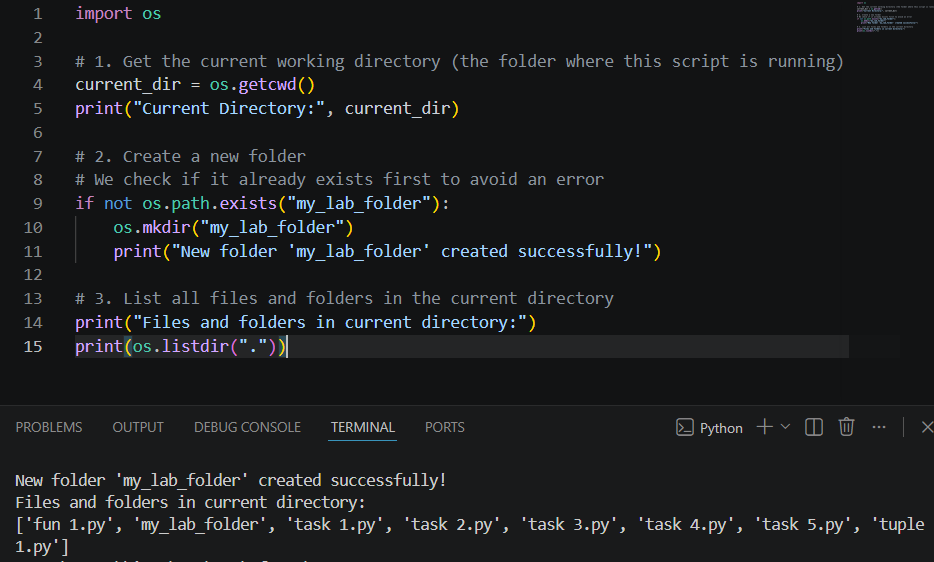 1 import os
2
3 # 1. Get the current working directory (the folder where this script is running)
4 current_dir = os.getcwd()
5 print("Current Directory:", current_dir)
6
7 # 2. Create a new folder
8 # We check if it already exists first to avoid an error
9 if not os.path.exists("my_lab_folder"):
10     os.mkdir("my_lab_folder")
11     print("New folder 'my_lab_folder' created successfully!")
12
13 # 3. List all files and folders in the current directory
14 print("Files and folders in current directory:")
15 print(os.listdir("."))
PROBLEMS OUTPUT DEBUG CONSOLE TERMINAL PORTS Python
New folder 'my_lab_folder' created successfully!
Files and folders in current directory:
['fun 1.py', 'my_lab_folder', 'task 1.py', 'task 2.py', 'task 3.py', 'task 4.py', 'task 5.py', 'tuple
1.py']